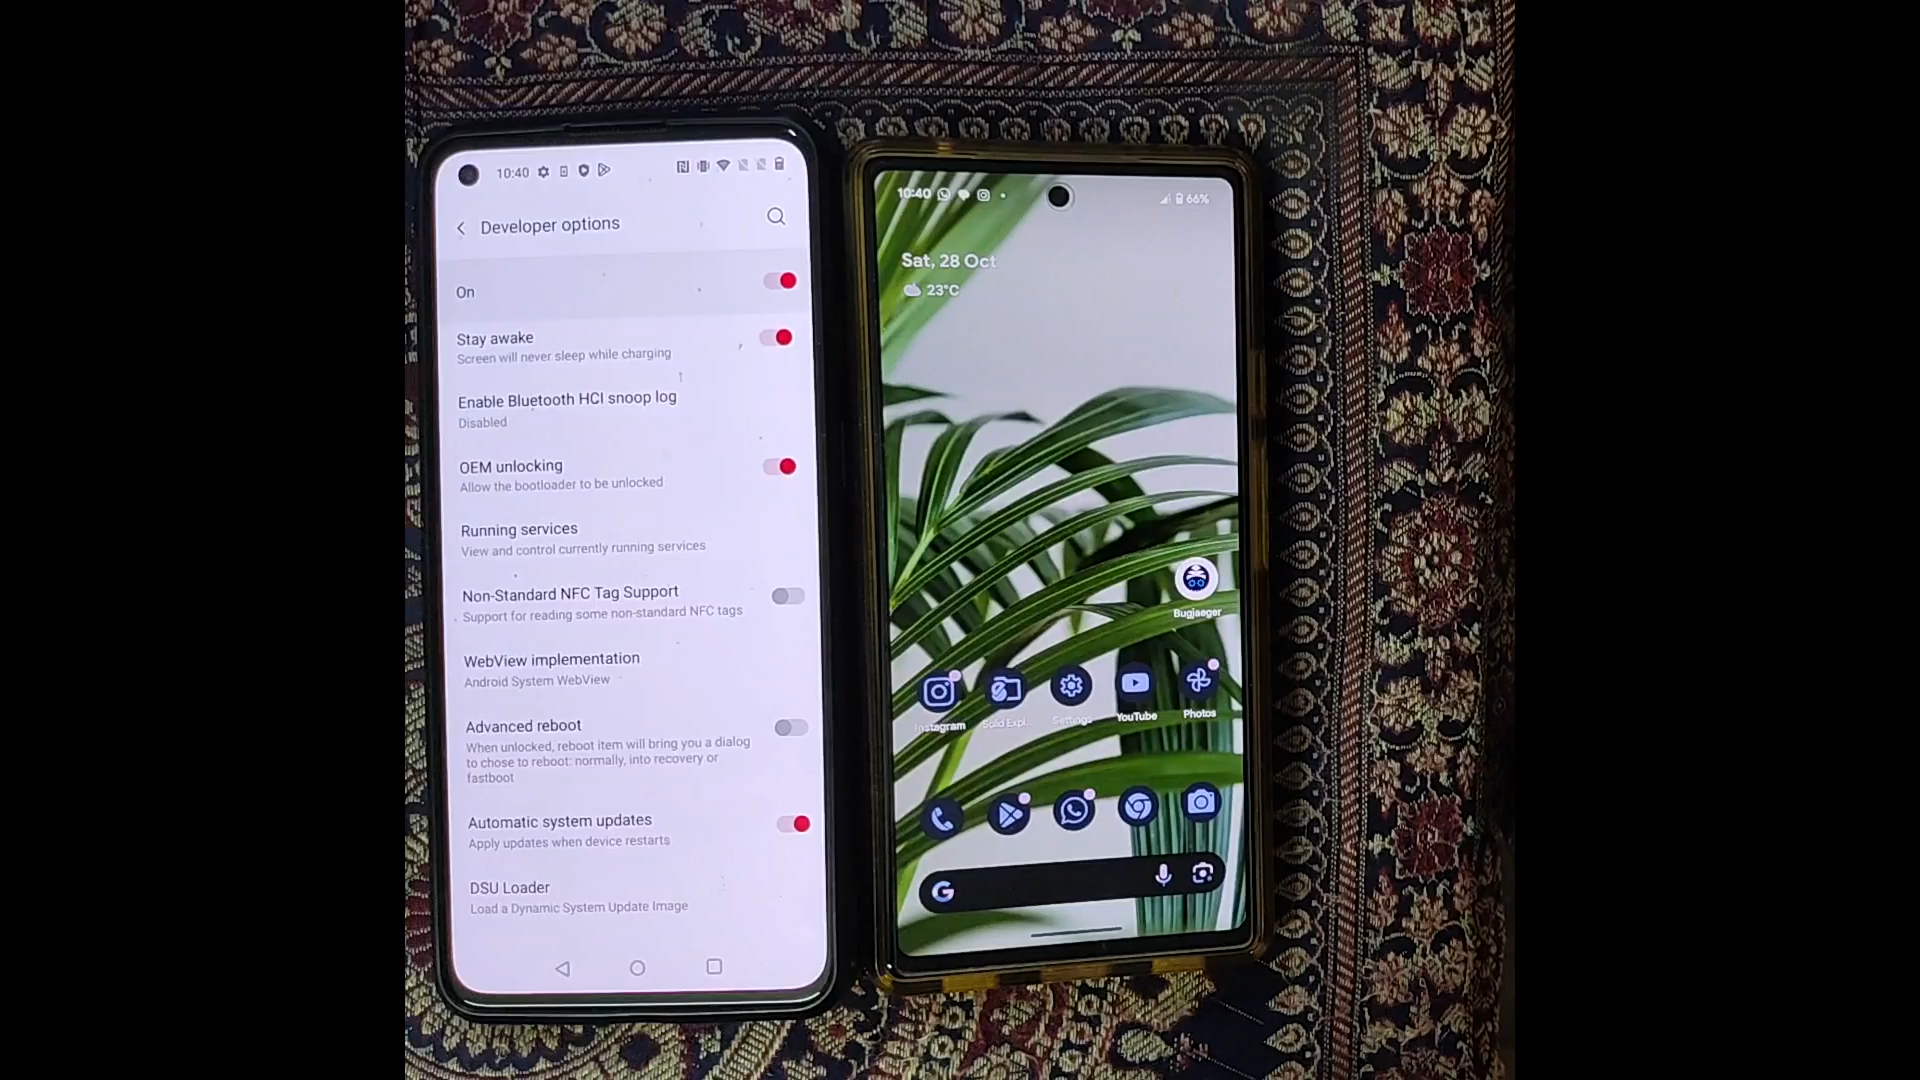 10:40
Developer options
On
Stay awake
Screen will never sleep while charging
Enable Bluetooth HCI snoop log
Disabled
OEM unlocking
Allow the bootloader to be unlocked
Running services
View and control currently running services
Non-Standard NFC Tag Support
Support for reading some non-standard NFC tags
WebView implementation
Android System WebView
Advanced reboot
When unlocked, reboot item will bring you a dialog
to chose to reboot: normally, into recovery or
fastboot
Automatic system updates
Apply updates when device restarts
DSU Loader
Load a Dynamic System Update Image
10:40 66%
Sat, 28 Oct
23°C
Bugjaeger
Instagram Solid Expl... Settings YouTube Photos
G